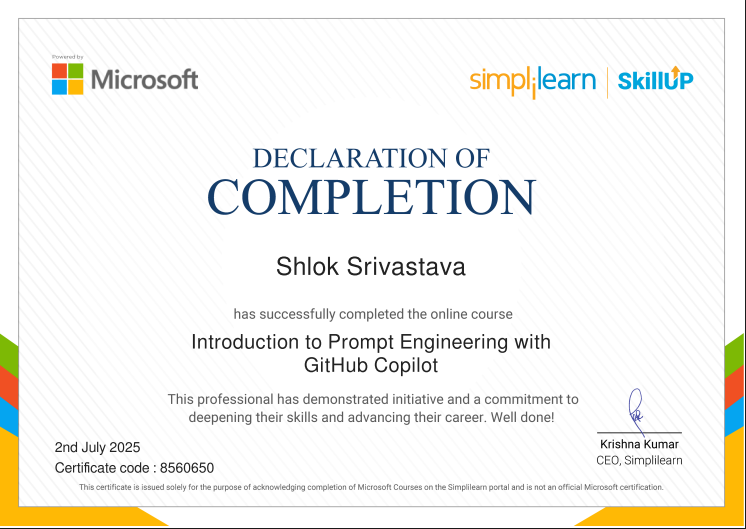 Powered by
Microsoft
simplilearn | SkillUP
DECLARATION OF
COMPLETION
Shlok Srivastava
has successfully completed the online course
Introduction to Prompt Engineering with
GitHub Copilot
This professional has demonstrated initiative and a commitment to
deepening their skills and advancing their career. Well done!
2nd July 2025
Certificate code : 8560650
Krishna Kumar
CEO, Simplilearn
This certificate is issued solely for the purpose of acknowledging completion of Microsoft Courses on the Simplilearn portal and is not an official Microsoft certification.